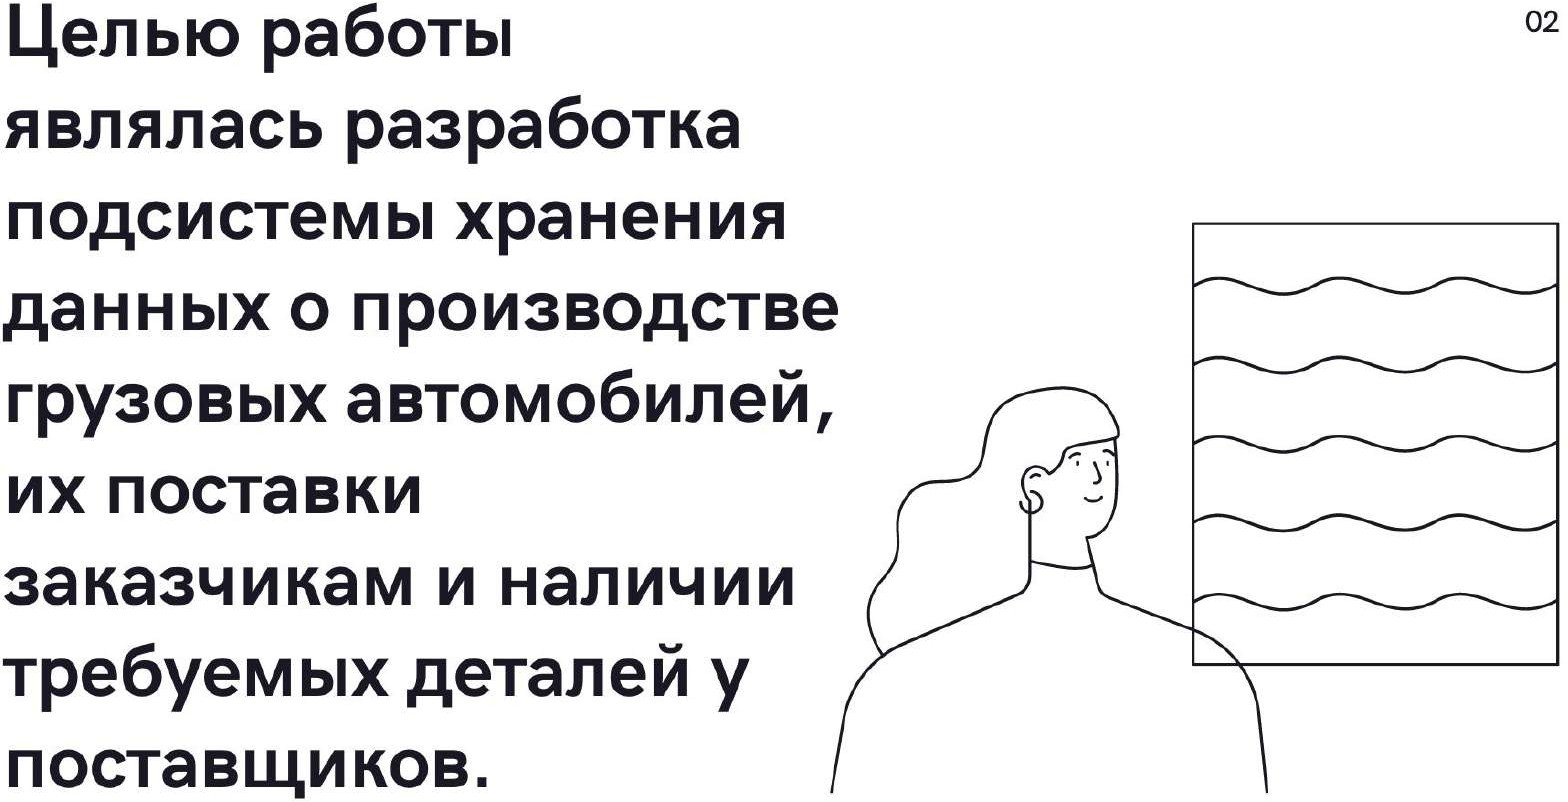 Целью работы
являлась разработка
подсистемы хранения
данных о производстве
грузовых автомобилей,
их поставки
заказчикам и наличии
требуемых деталей у
поставщиков.
02